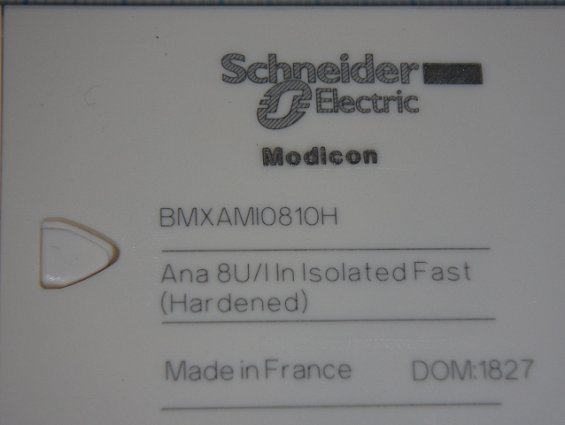 Schneider
Electric
Modicon
BMXAMI0810H
Ana 8U/I In Isolated Fast
(Hardened)
Made in France DOM:1827